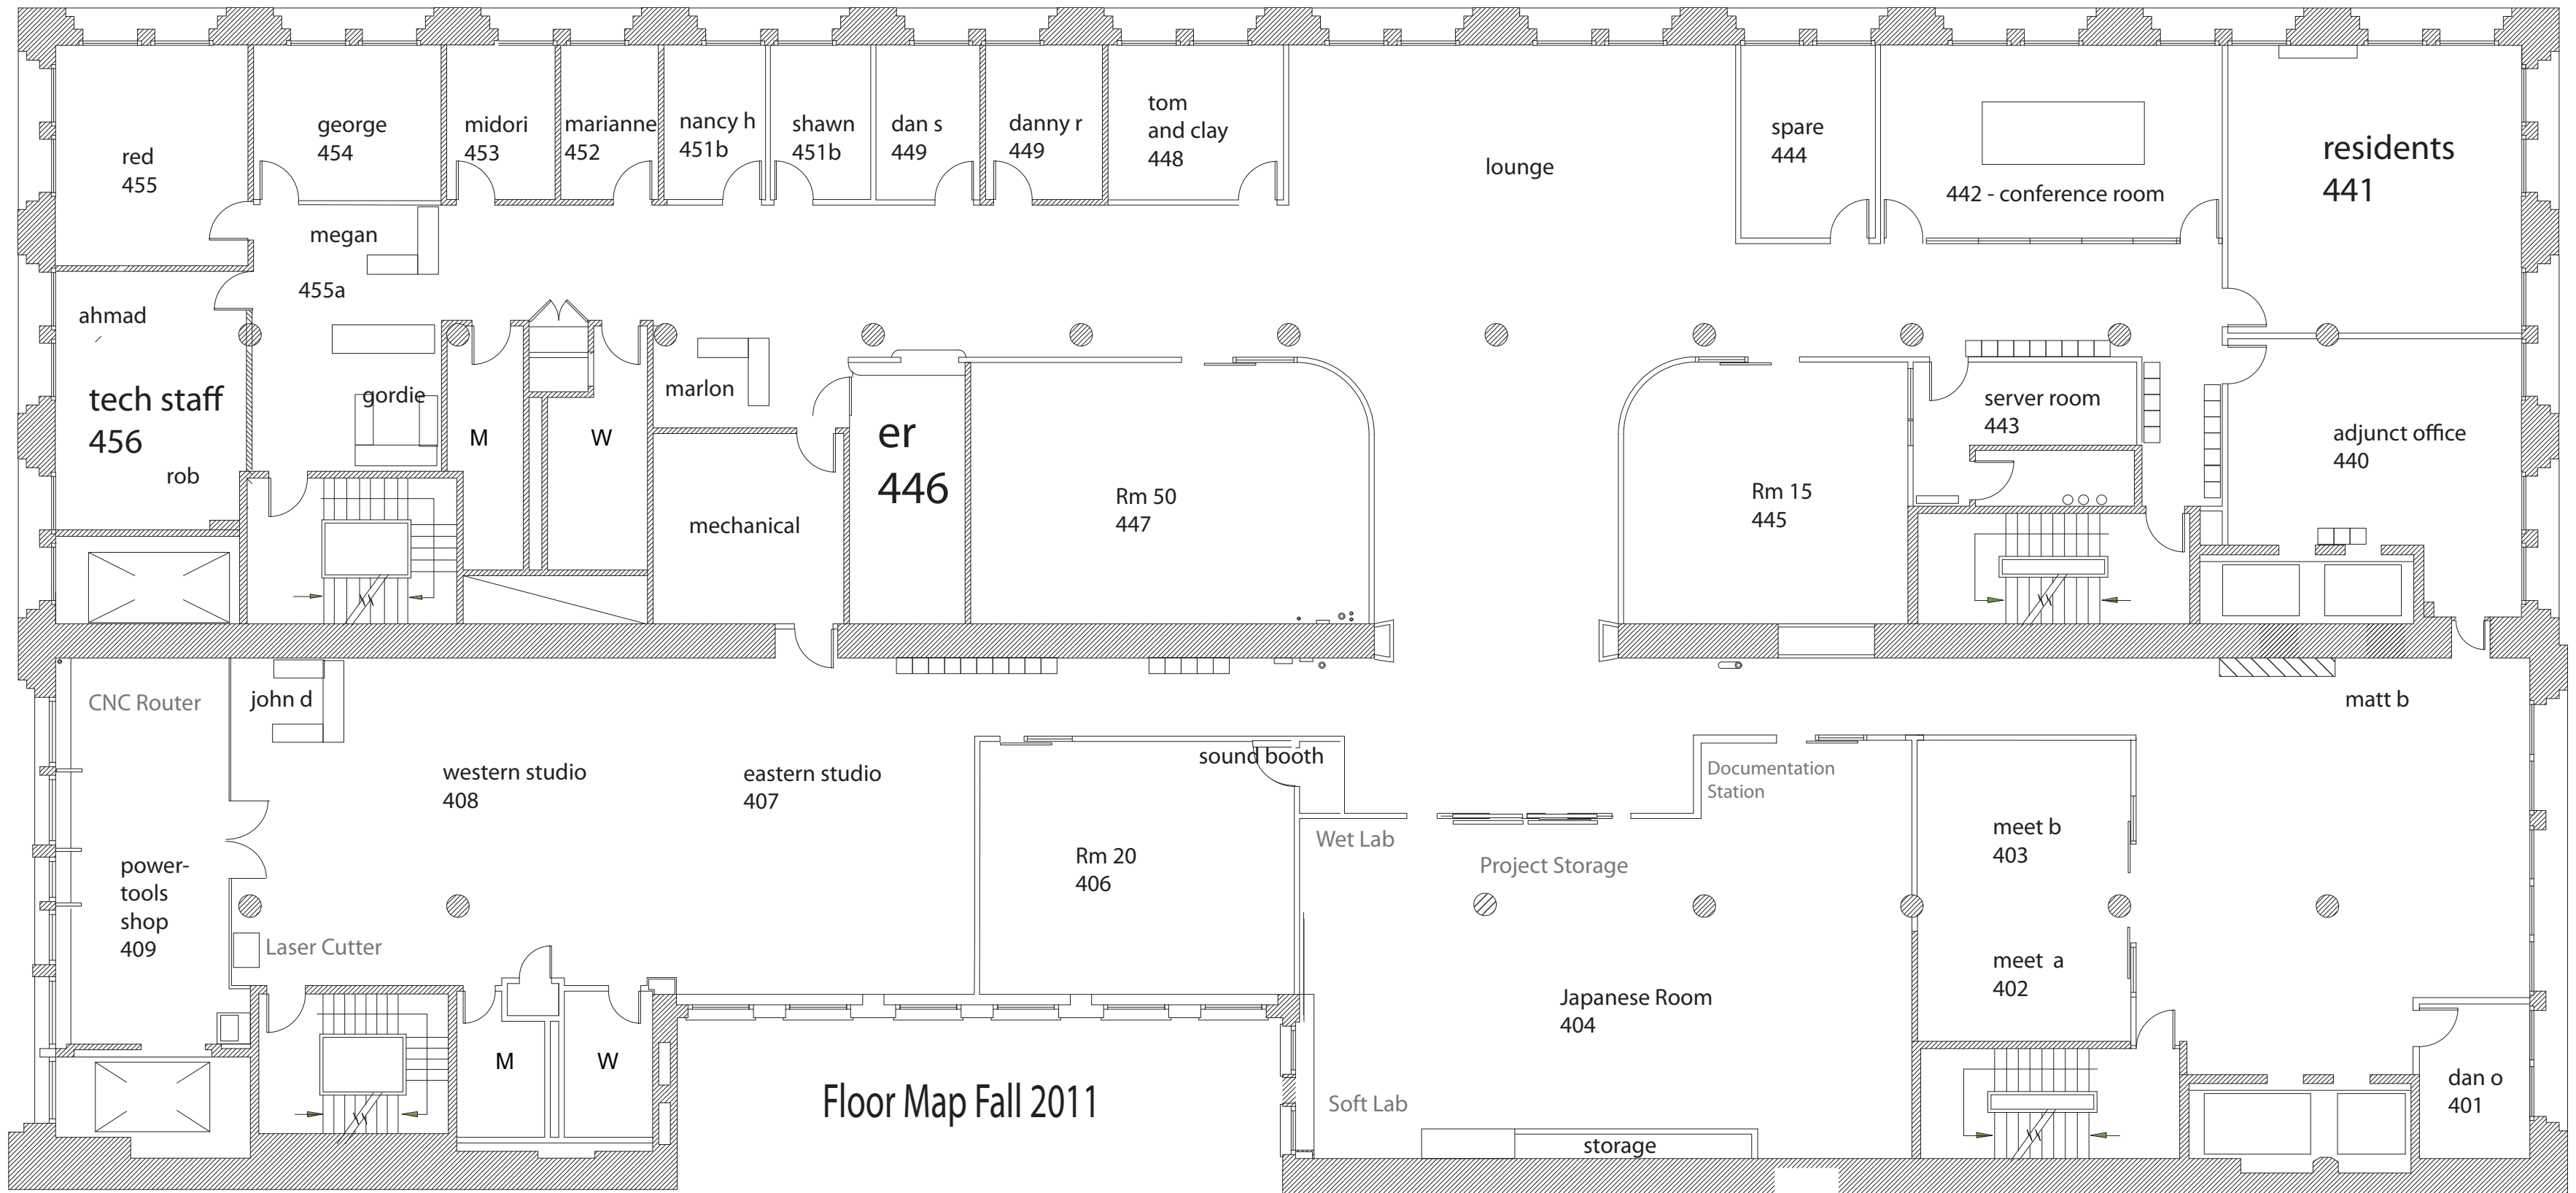 red
455
george
454
midori
453
marianne
452
nancy h
451b
shawn
451b
dan s
449
danny r
449
tom
and clay
448
lounge
spare
444
442 - conference room
residents
441
megan
455a
ahmad
tech staff
456
rob
gordie
M
W
marlon
mechanical
er
446
Rm 50
447
Rm 15
445
server room
443
adjunct office
440
CNC Router
john d
matt b
western studio
408
eastern studio
407
sound booth
Documentation
Station
Wet Lab
Project Storage
meet b
403
power-
tools
shop
409
Rm 20
406
Laser Cutter
meet a
402
Japanese Room
404
M
W
Floor Map Fall 2011
Soft Lab
storage
dan o
401